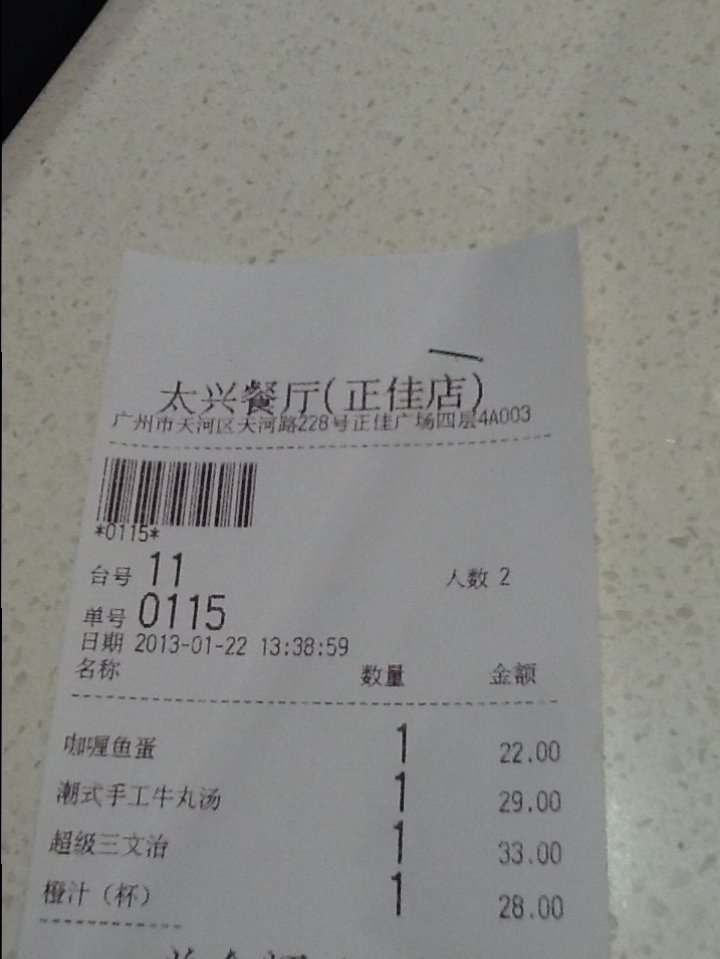 太兴餐厅(正佳店)
广州市天河区天河路228号正佳广场四层4A003
*0115*
台号 11 人数 2
单号 0115
日期 2013-01-22 13:38:59
名称 数量 金额
咖喱鱼蛋 1 22.00
潮式手工牛丸汤 1 29.00
超级三文治 1 33.00
橙汁（杯） 1 28.00